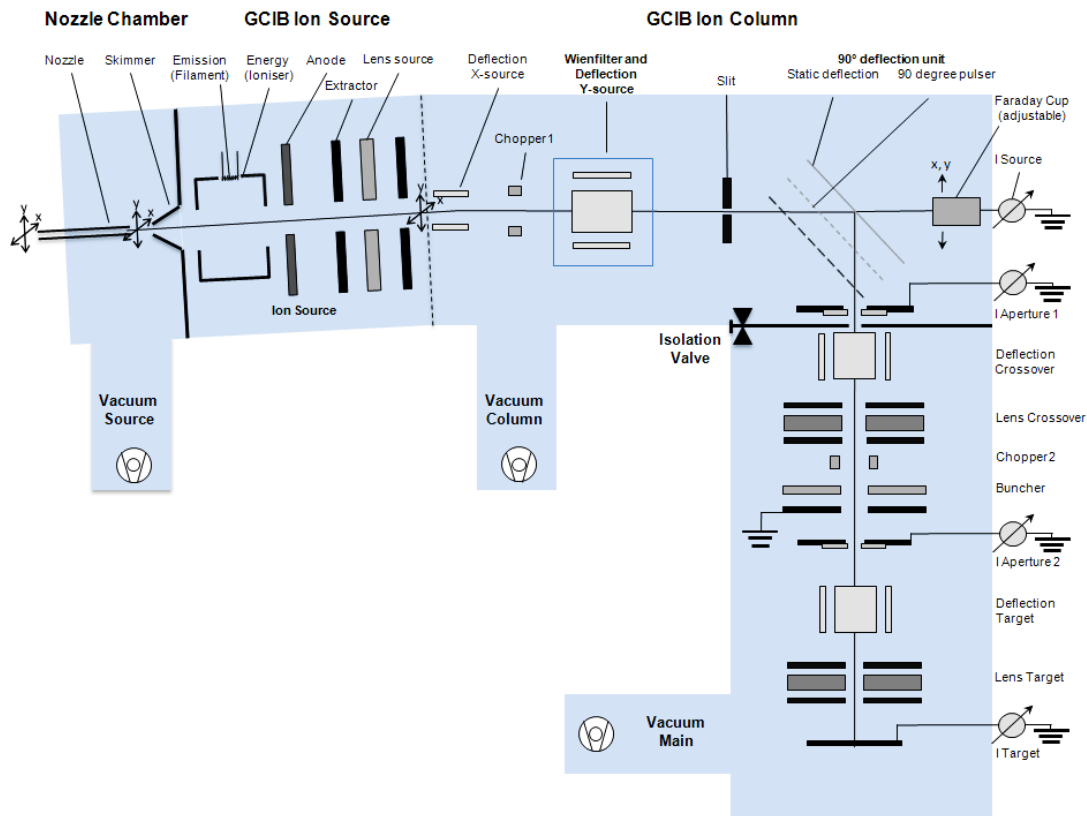 Nozzle Chamber
GCIB Ion Source
GCIB Ion Column
Nozzle
Skimmer
Emission
(Filament)
Energy
(Ioniser)
Anode
Extractor
Lens source
Deflection
X-source
Chopper1
Wienfilter and
Deflection
Y-source
Slit
90º deflection unit
Static deflection
90 degree pulser
Faraday Cup
(adjustable)
x, y
I Source
y
x
y
x
y
x
Ion Source
I Aperture 1
Isolation
Valve
Deflection
Crossover
Vacuum
Source
Vacuum
Column
Lens Crossover
Chopper2
Buncher
I Aperture 2
Deflection
Target
Lens Target
Vacuum
Main
I Target